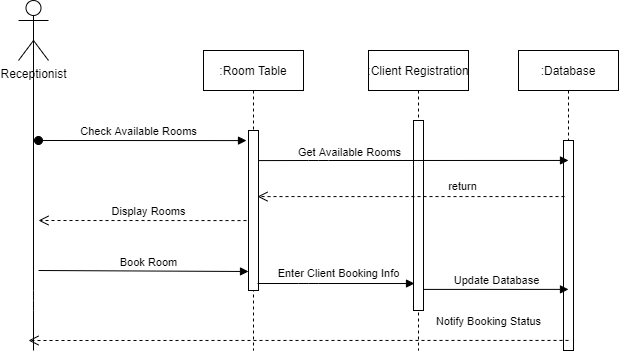 Receptionist
:Room Table
:Client Registration
:Database
Check Available Rooms
Get Available Rooms
return
Display Rooms
Book Room
Enter Client Booking Info
Update Database
Notify Booking Status